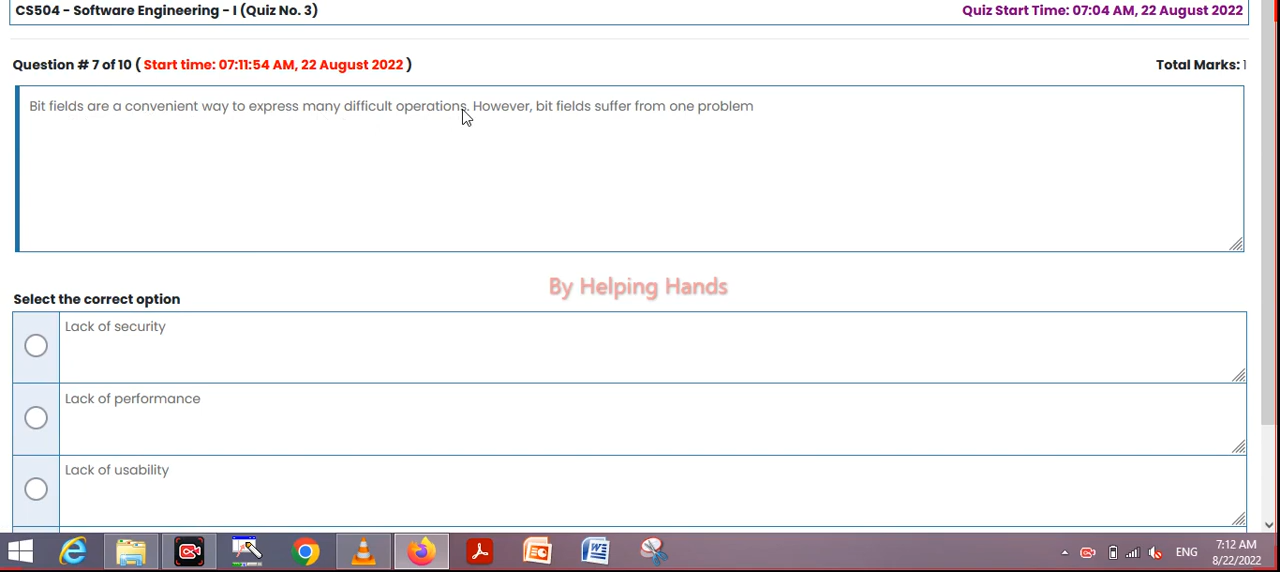 CS504 - Software Engineering - I (Quiz No. 3) Quiz Start Time: 07:04 AM, 22 August 2022
Question # 7 of 10 ( Start time: 07:11:54 AM, 22 August 2022 ) Total Marks: 1
Bit fields are a convenient way to express many difficult operations. However, bit fields suffer from one problem
By Helping Hands
Select the correct option
Lack of security
Lack of performance
Lack of usability
ENG 7:12 AM
8/22/2022